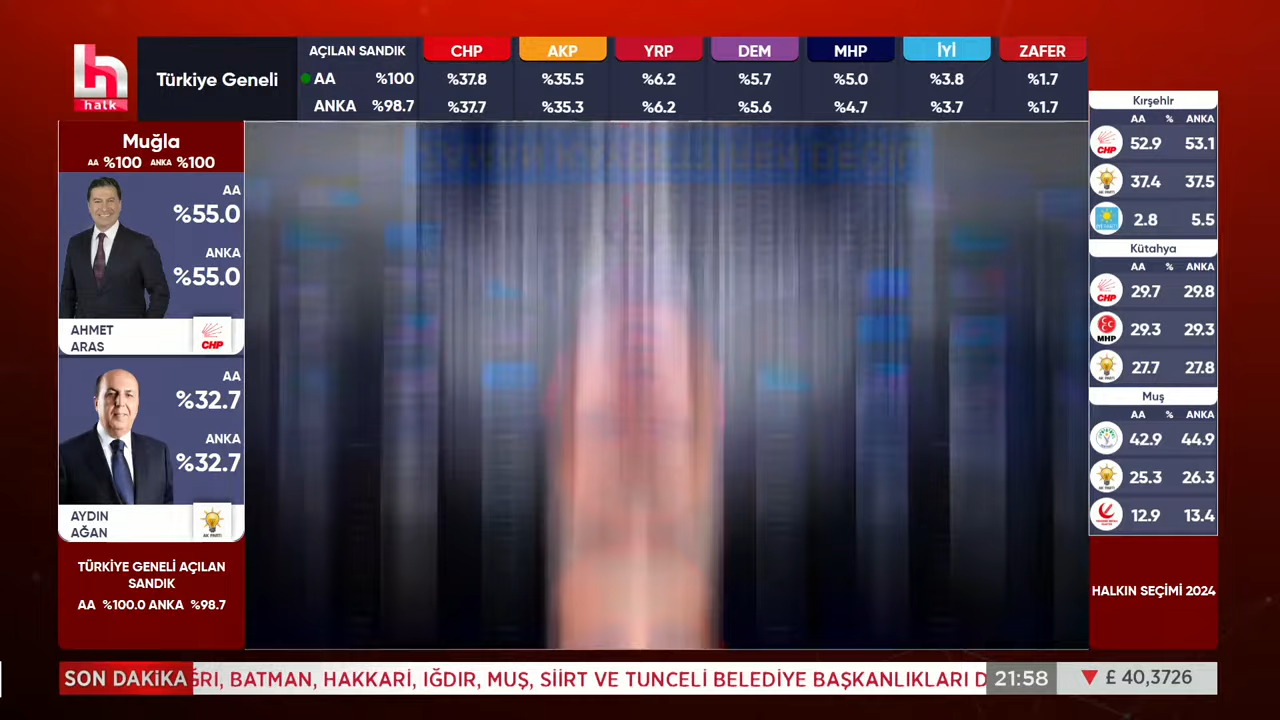 halk
Türkiye Geneli
AÇILAN SANDIK CHP AKP YRP DEM MHP İYİ ZAFER
AA %100 %37.8 %35.5 %6.2 %5.7 %5.0 %3.8 %1.7
ANKA %98.7 %37.7 %35.3 %6.2 %5.6 %4.7 %3.7 %1.7
Muğla
AA %100 ANKA %100
AA
%55.0
ANKA
%55.0
AHMET
ARAS
CHP
AA
%32.7
ANKA
%32.7
AYDIN
AĞAN
AK PARTİ
TÜRKİYE GENELİ AÇILAN
SANDIK
AA %100.0 ANKA %98.7
Kırşehir
AA % ANKA
CHP 52.9 53.1
37.4 37.5
2.8 5.5
Kütahya
AA % ANKA
CHP 29.7 29.8
MHP 29.3 29.3
27.7 27.8
Muş
AA % ANKA
42.9 44.9
25.3 26.3
12.9 13.4
HALKIN SEÇİMİ 2024
SON DAKİKA ĞRI, BATMAN, HAKKARİ, IĞDIR, MUŞ, SİİRT VE TUNCELİ BELEDİYE BAŞKANLIKLARI D 21:58 £ 40,3726